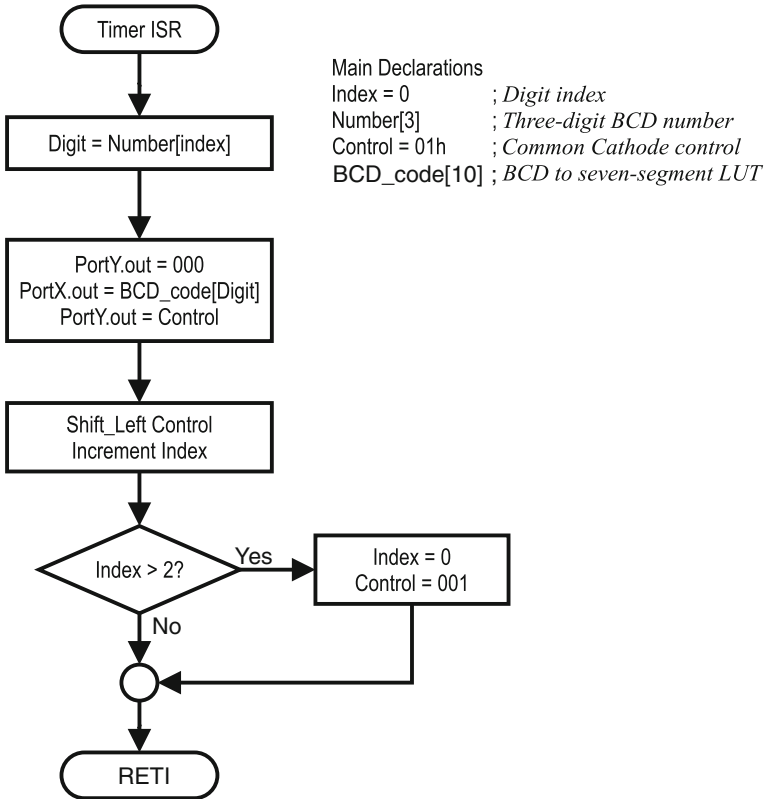 Timer ISR
Main Declarations
Index = 0 ; Digit index
Number[3] ; Three-digit BCD number
Control = 01h ; Common Cathode control
BCD_code[10] ; BCD to seven-segment LUT
Digit = Number[index]
PortY.out = 000
PortX.out = BCD_code[Digit]
PortY.out = Control
Shift_Left Control
Increment Index
Index > 2?
Yes
Index = 0
Control = 001
No
RETI